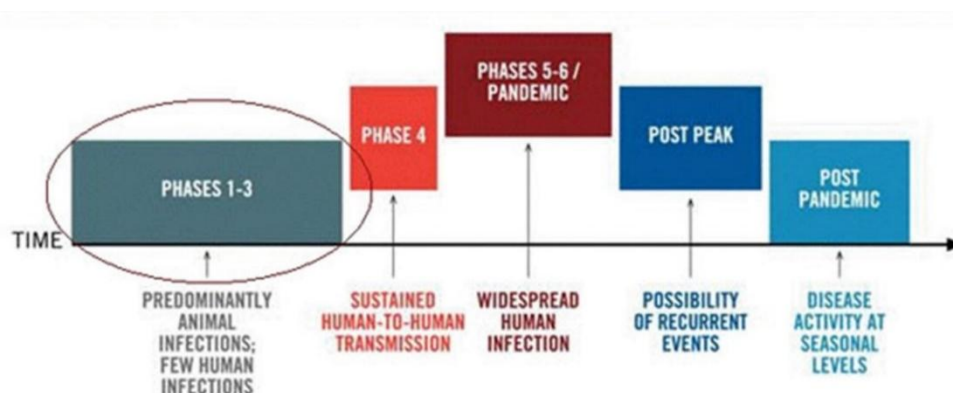 PHASES 5-6 /
PANDEMIC
PHASE 4
POST PEAK
PHASES 1-3
POST
PANDEMIC
TIME
PREDOMINANTLY
ANIMAL
INFECTIONS;
FEW HUMAN
INFECTIONS
SUSTAINED
HUMAN-TO-HUMAN
TRANSMISSION
WIDESPREAD
HUMAN
INFECTION
POSSIBILITY
OF RECURRENT
EVENTS
DISEASE
ACTIVITY AT
SEASONAL
LEVELS